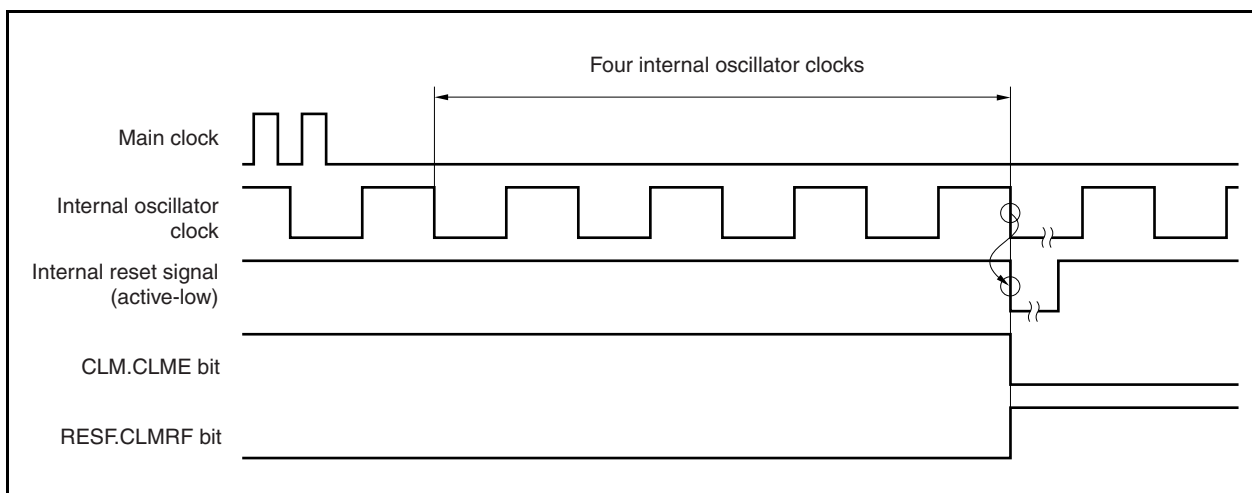 Four internal oscillator clocks
Main clock
Internal oscillator
clock
Internal reset signal
(active-low)
CLM.CLME bit
RESF.CLMRF bit